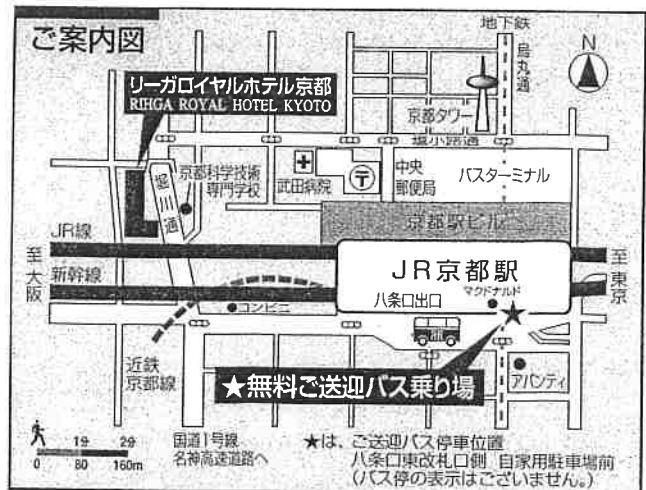 ご案内図
地下鉄
烏丸通
N
リーガロイヤルホテル京都
RIHGA ROYAL HOTEL KYOTO
京都タワー
塩小路通
京都科学技術
専門学校
武田病院
〒
中央
郵便局
バスターミナル
堀川通
京都駅ビル
JR線
至大阪
新幹線
JR京都駅
至東京
マクドナルド
八条口出口
コンビニ
近鉄
京都線
★無料ご送迎バス乗り場
アバンティ
1分 2分
0 80 160m
国道1号線
名神高速道路へ
★は、ご送迎バス停車位置
八条口東改札口側 自家用駐車場前
(バス停の表示はございません。)